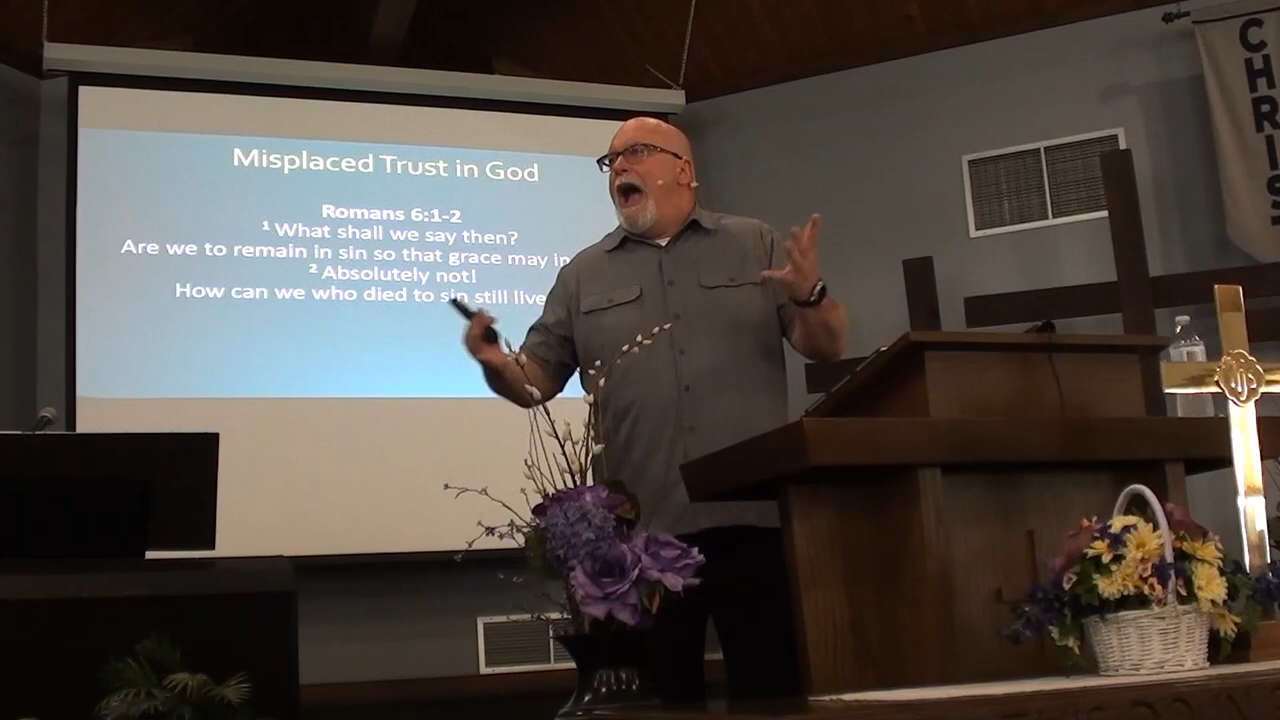 Misplaced Trust in God
Romans 6:1-2
1 What shall we say then?
Are we to remain in sin so that grace may in
2 Absolutely not!
How can we who died to sin still live
CHRIS